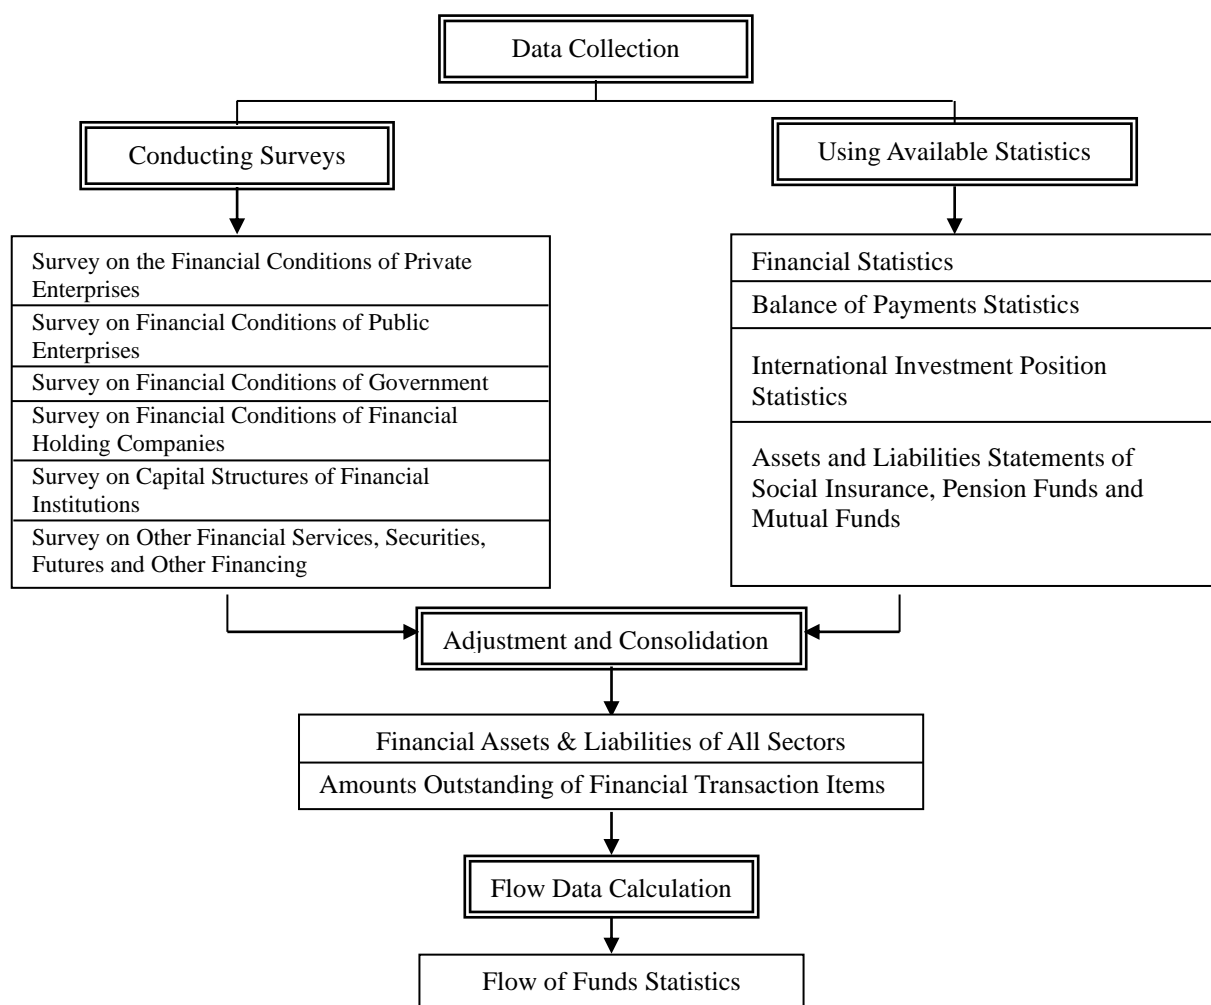 Data Collection
Conducting Surveys
Using Available Statistics
Survey on the Financial Conditions of Private
Enterprises
Survey on Financial Conditions of Public
Enterprises
Survey on Financial Conditions of Government
Survey on Financial Conditions of Financial
Holding Companies
Survey on Capital Structures of Financial
Institutions
Survey on Other Financial Services, Securities,
Futures and Other Financing
Financial Statistics
Balance of Payments Statistics
International Investment Position
Statistics
Assets and Liabilities Statements of
Social Insurance, Pension Funds and
Mutual Funds
Adjustment and Consolidation
Financial Assets & Liabilities of All Sectors
Amounts Outstanding of Financial Transaction Items
Flow Data Calculation
Flow of Funds Statistics